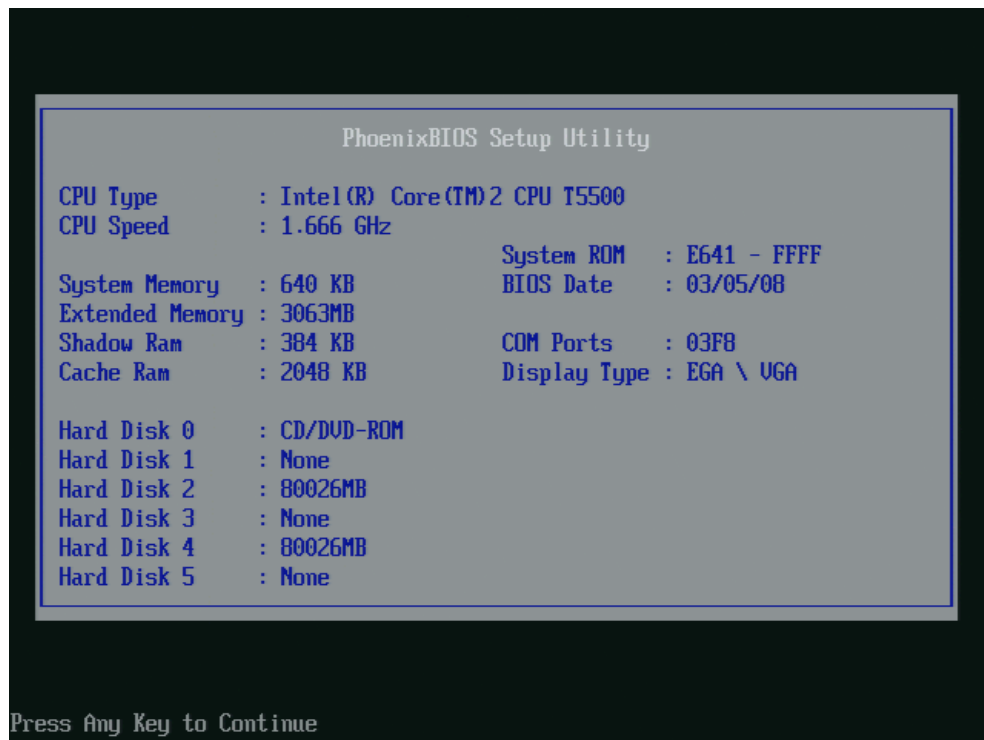 PhoenixBIOS Setup Utility
CPU Type : Intel(R) Core(TM)2 CPU T5500
CPU Speed : 1.666 GHz
System ROM : E641 - FFFF
System Memory : 640 KB BIOS Date : 03/05/08
Extended Memory : 3063MB
Shadow Ram : 384 KB COM Ports : 03F8
Cache Ram : 2048 KB Display Type : EGA \ VGA
Hard Disk 0 : CD/DVD-ROM
Hard Disk 1 : None
Hard Disk 2 : 80026MB
Hard Disk 3 : None
Hard Disk 4 : 80026MB
Hard Disk 5 : None
Press Any Key to Continue